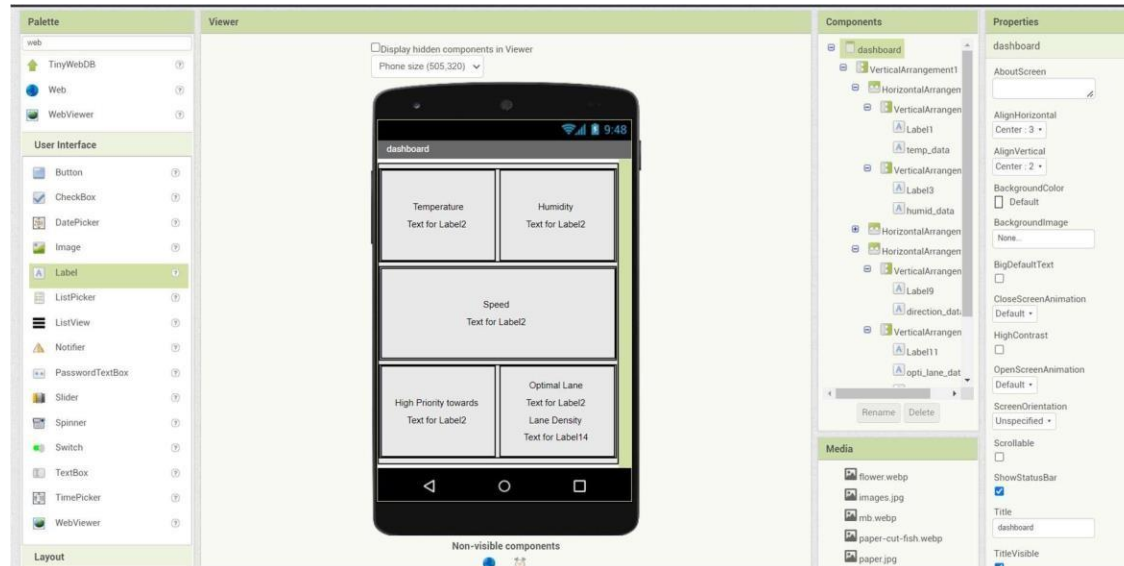 Palette
web
TinyWebDB
Web
WebViewer
User Interface
Button
CheckBox
DatePicker
Image
Label
ListPicker
ListView
Notifier
PasswordTextBox
Slider
Spinner
Switch
TextBox
TimePicker
WebViewer
Layout
Viewer
Display hidden components in Viewer
Phone size (505,320)
9:48
dashboard
Temperature
Text for Label2
Humidity
Text for Label2
Speed
Text for Label2
High Priority towards
Text for Label2
Optimal Lane
Text for Label2
Lane Density
Text for Label14
Non-visible components
Components
dashboard
VerticalArrangement1
HorizontalArrangen
VerticalArrangen
Label1
temp_data
VerticalArrangen
Label3
humid_data
HorizontalArrangen
HorizontalArrangen
VerticalArrangen
Label9
direction_dat
VerticalArrangen
Label11
opti_lane_dat
Rename Delete
Media
flower.webp
images.jpg
mb.webp
paper-cut-fish.webp
paper.jpg
Properties
dashboard
AboutScreen
AlignHorizontal
Center : 3
AlignVertical
Center : 2
BackgroundColor
Default
BackgroundImage
None...
BigDefaultText
CloseScreenAnimation
Default
HighContrast
OpenScreenAnimation
Default
ScreenOrientation
Unspecified
Scrollable
ShowStatusBar
Title
dashboard
TitleVisible